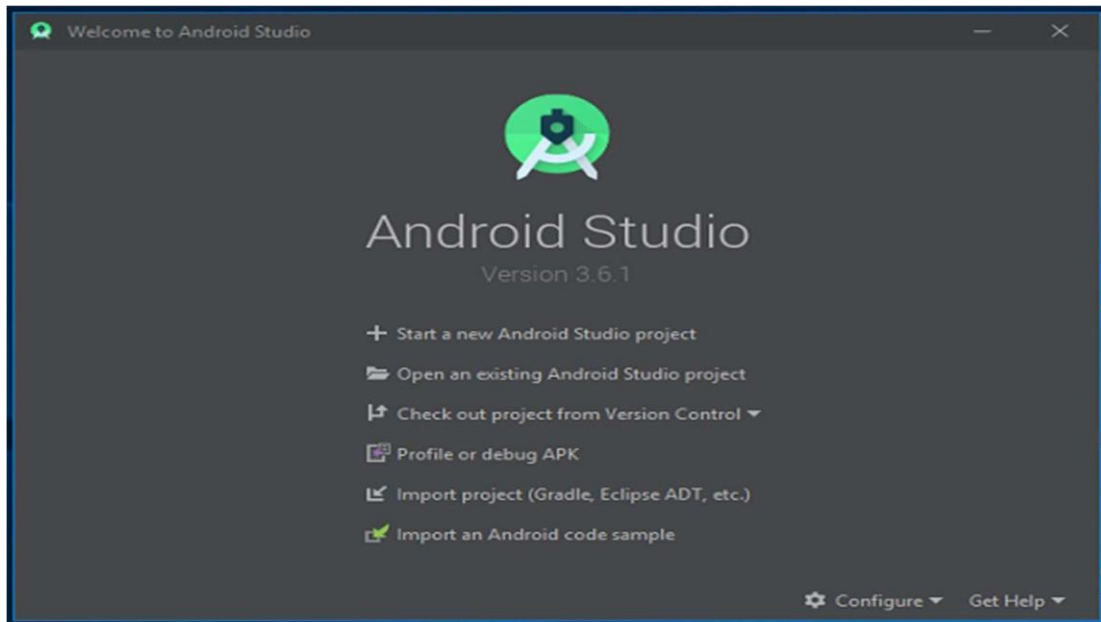 Welcome to Android Studio
Android Studio
Version 3.6.1
Start a new Android Studio project
Open an existing Android Studio project
Check out project from Version Control
Profile or debug APK
Import project (Gradle, Eclipse ADT, etc.)
Import an Android code sample
Configure Get Help